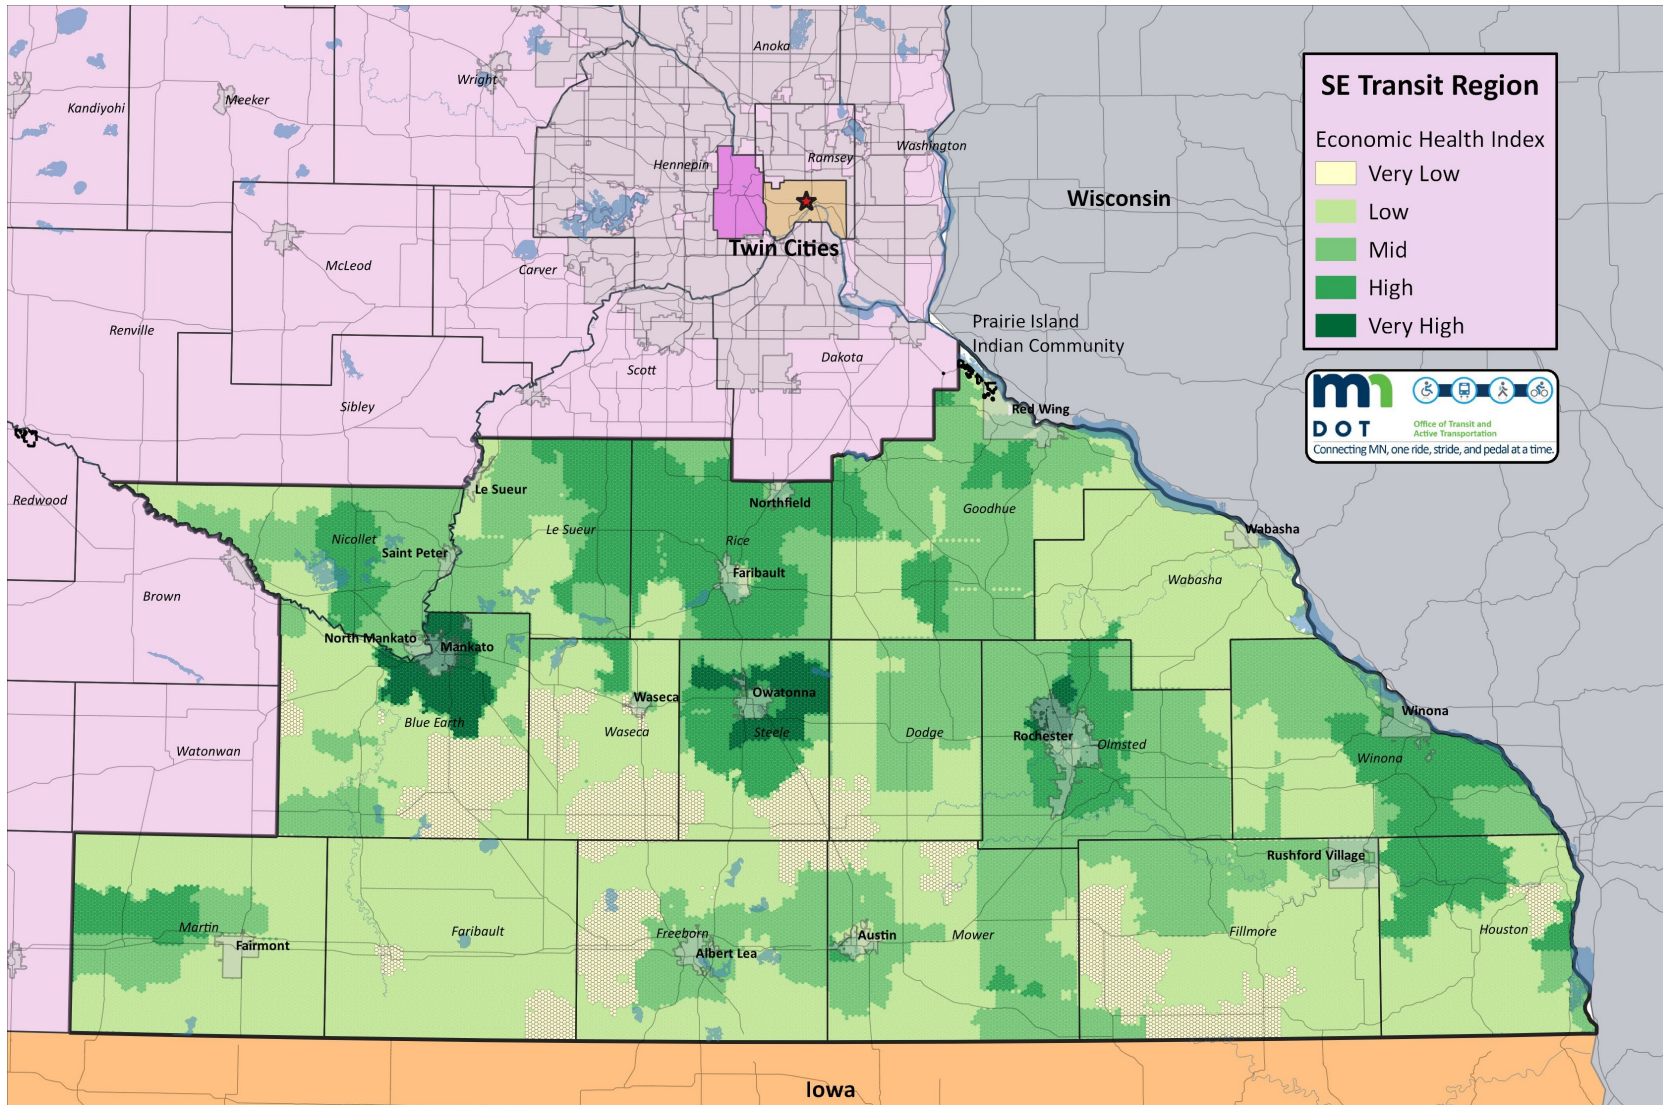 Anoka
Wright
Kandiyohi
Meeker
Washington
Hennepin
Ramsey
Wisconsin
Twin Cities
McLeod
Carver
Renville
Prairie Island
Indian Community
Dakota
Scott
Sibley
Red Wing
Redwood
Le Sueur
Northfield
Goodhue
Le Sueur
Nicollet
Saint Peter
Rice
Wabasha
Faribault
Wabasha
Brown
North Mankato
Mankato
Waseca
Owatonna
Winona
Blue Earth
Waseca
Steele
Dodge
Rochester
Olmsted
Watonwan
Winona
Rushford Village
Martin
Fairmont
Faribault
Freeborn
Albert Lea
Austin
Mower
Fillmore
Houston
Iowa
SE Transit Region
Economic Health Index
Very Low
Low
Mid
High
Very High
mn
DOT
Office of Transit and
Active Transportation
Connecting MN, one ride, stride, and pedal at a time.